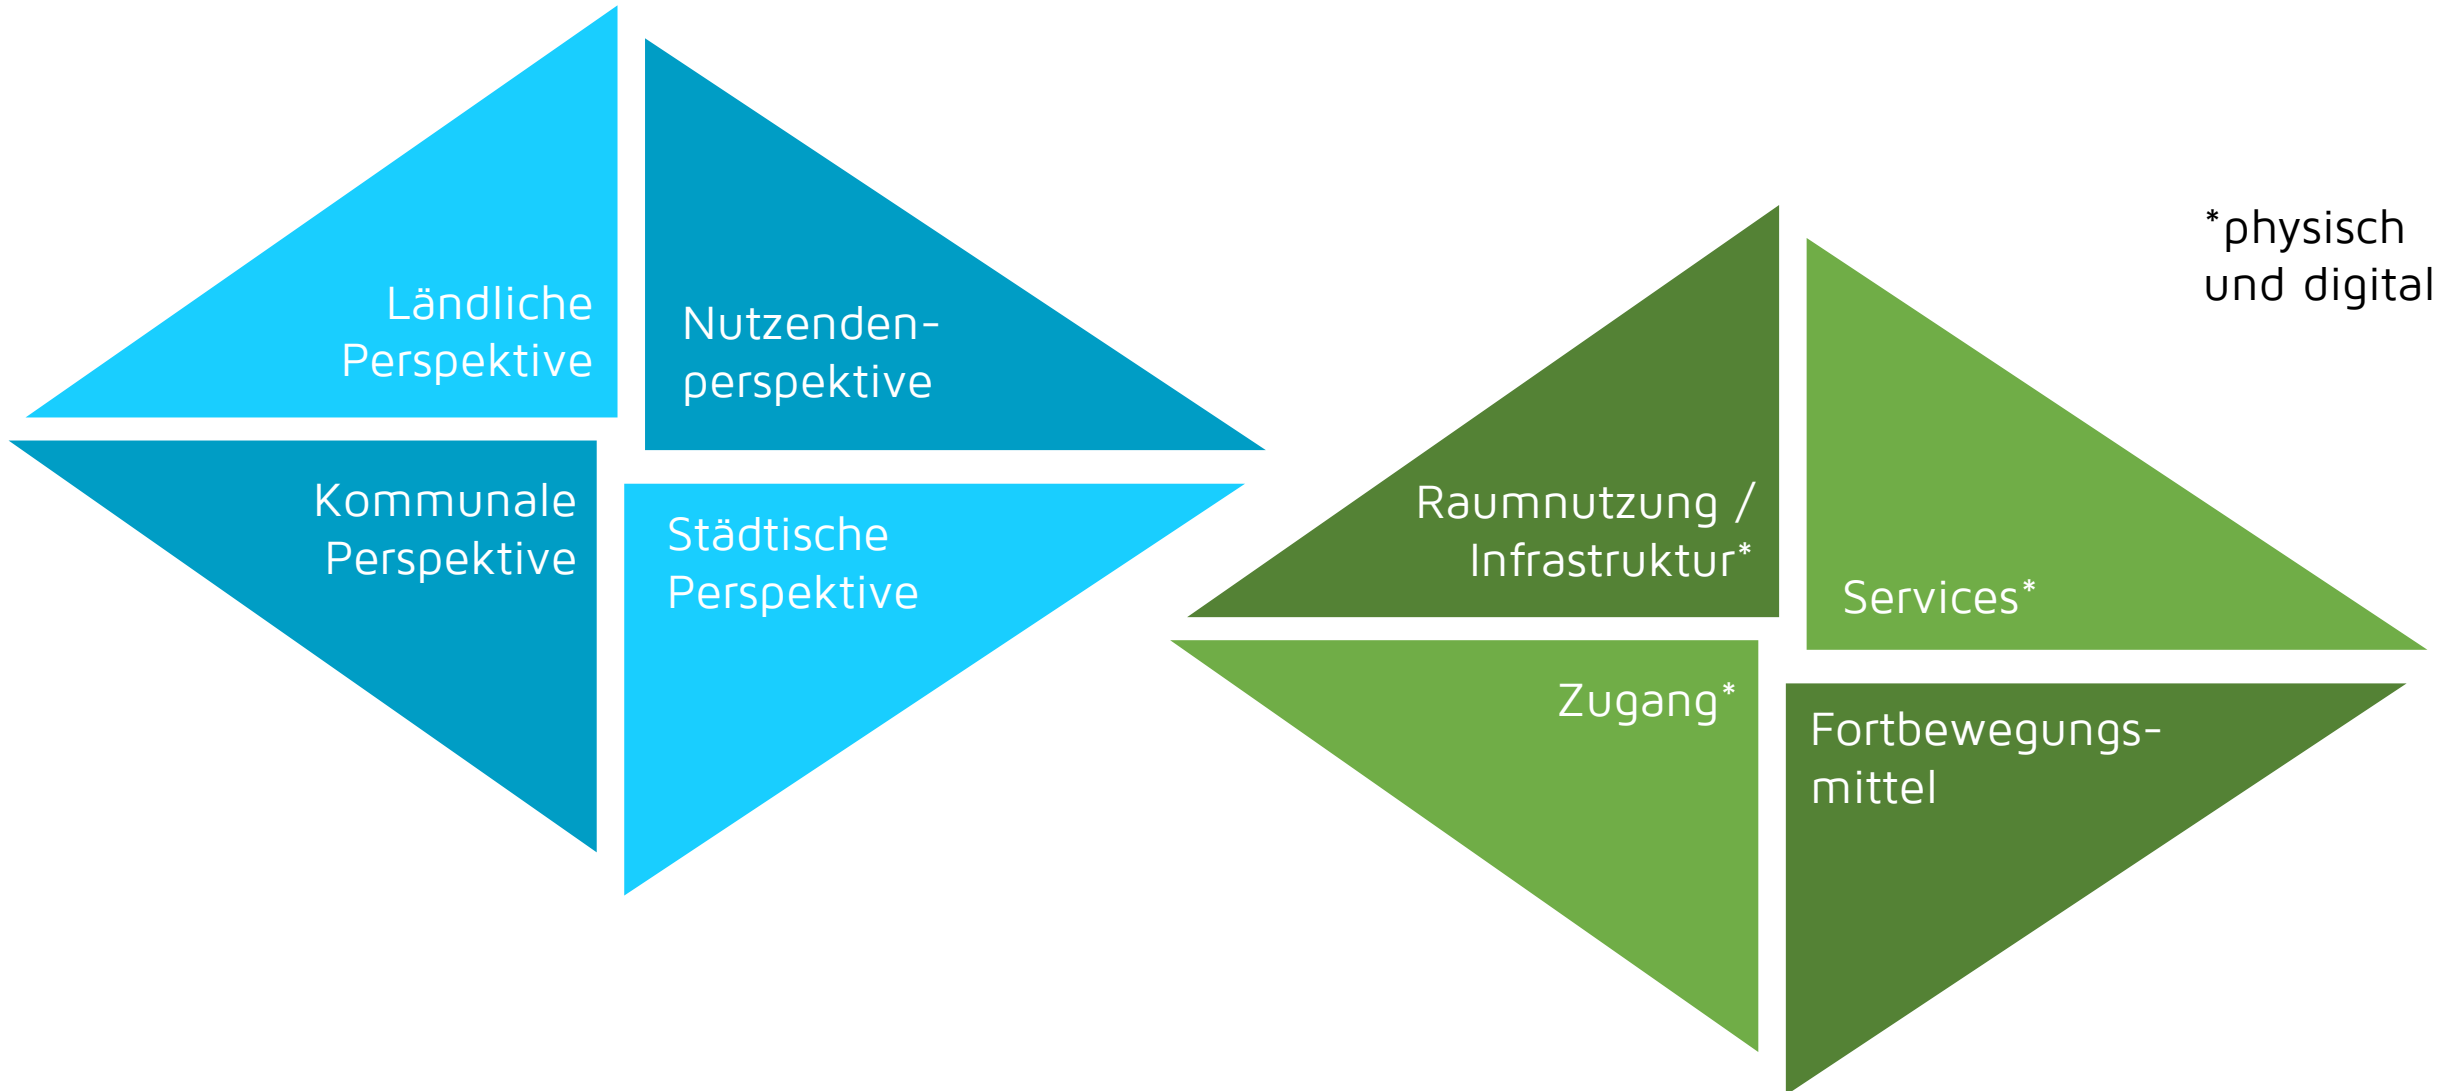 Ländliche
Perspektive
Nutzenden-
perspektive
Kommunale
Perspektive
Städtische
Perspektive
*physisch
und digital
Raumnutzung /
Infrastruktur*
Services*
Zugang*
Fortbewegungs-
mittel